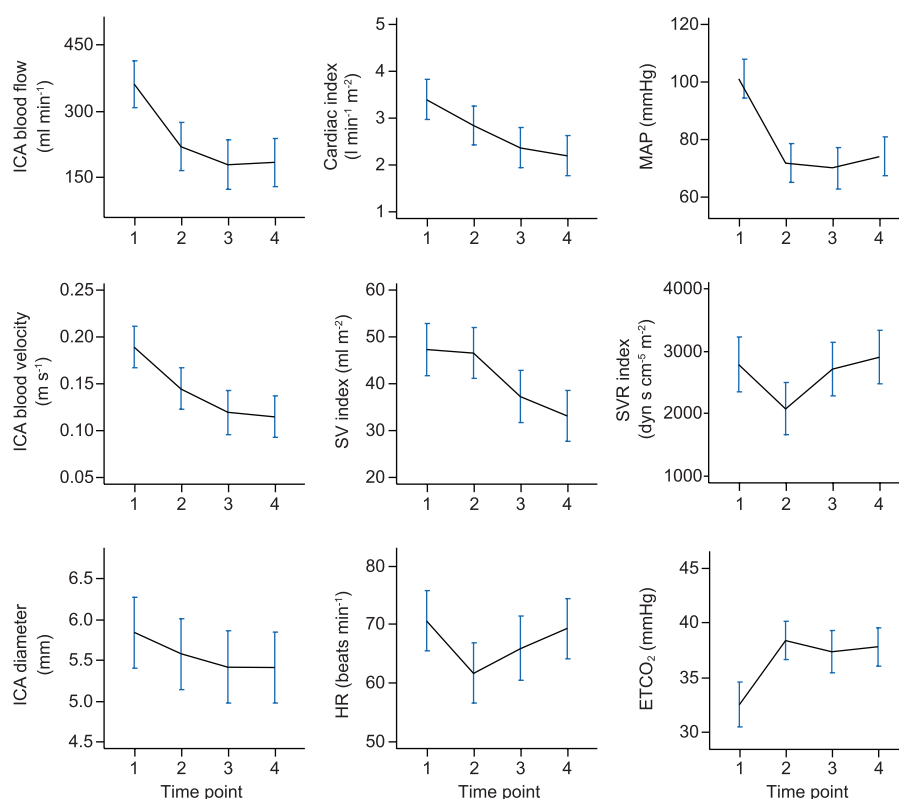 ICA blood flow
(ml min⁻¹)
450
300
150
1 2 3 4
Cardiac index
(l min⁻¹ m⁻²)
5
4
3
2
1
1 2 3 4
MAP (mmHg)
120
100
80
60
1 2 3 4
ICA blood velocity
(m s⁻¹)
0.25
0.20
0.15
0.10
0.05
1 2 3 4
SV index (ml m⁻²)
60
50
40
30
20
1 2 3 4
SVR index
(dyn s cm⁻⁵ m⁻²)
4000
3000
2000
1000
1 2 3 4
ICA diameter
(mm)
6.5
6.0
5.5
5.0
4.5
1 2 3 4
Time point
HR (beats min⁻¹)
80
70
60
50
1 2 3 4
Time point
ETCO₂ (mmHg)
45
40
35
30
1 2 3 4
Time point